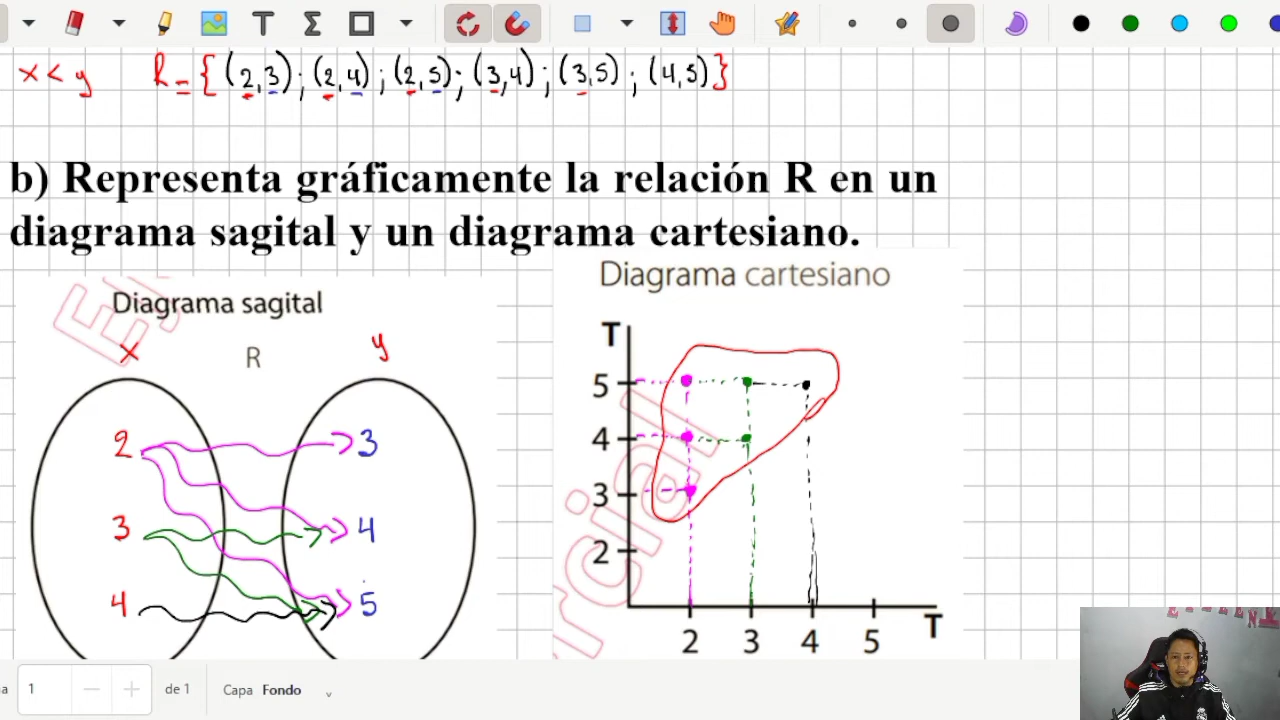 x < y R = { (2,3) ; (2,4) ; (2,5) ; (3,4) ; (3,5) ; (4,5) }
b) Representa gráficamente la relación R en un
diagrama sagital y un diagrama cartesiano.
Diagrama sagital
x R y
2 3
3 4
4 5
Diagrama cartesiano
T
5
4
3
2
2 3 4 5 T
1 de 1 Capa Fondo